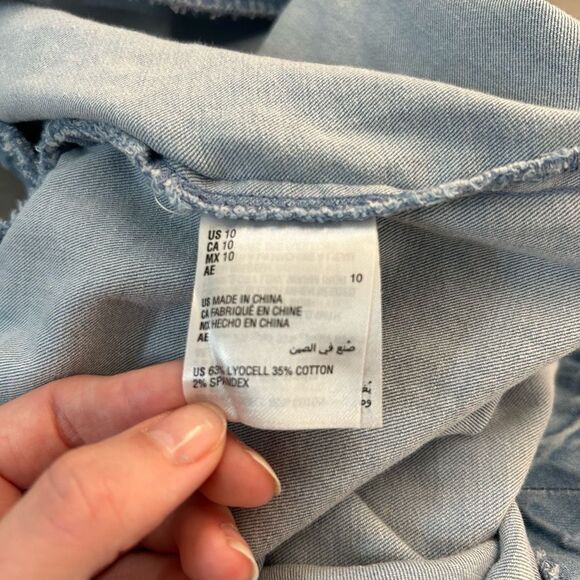 US 10
CA 10
MX 10
AE
10
US MADE IN CHINA
CA FABRIQUÉ EN CHINE
MX HECHO EN CHINA
AE
صُنع في الصين
US 63% LYOCELL 35% COTTON
2% SPANDEX